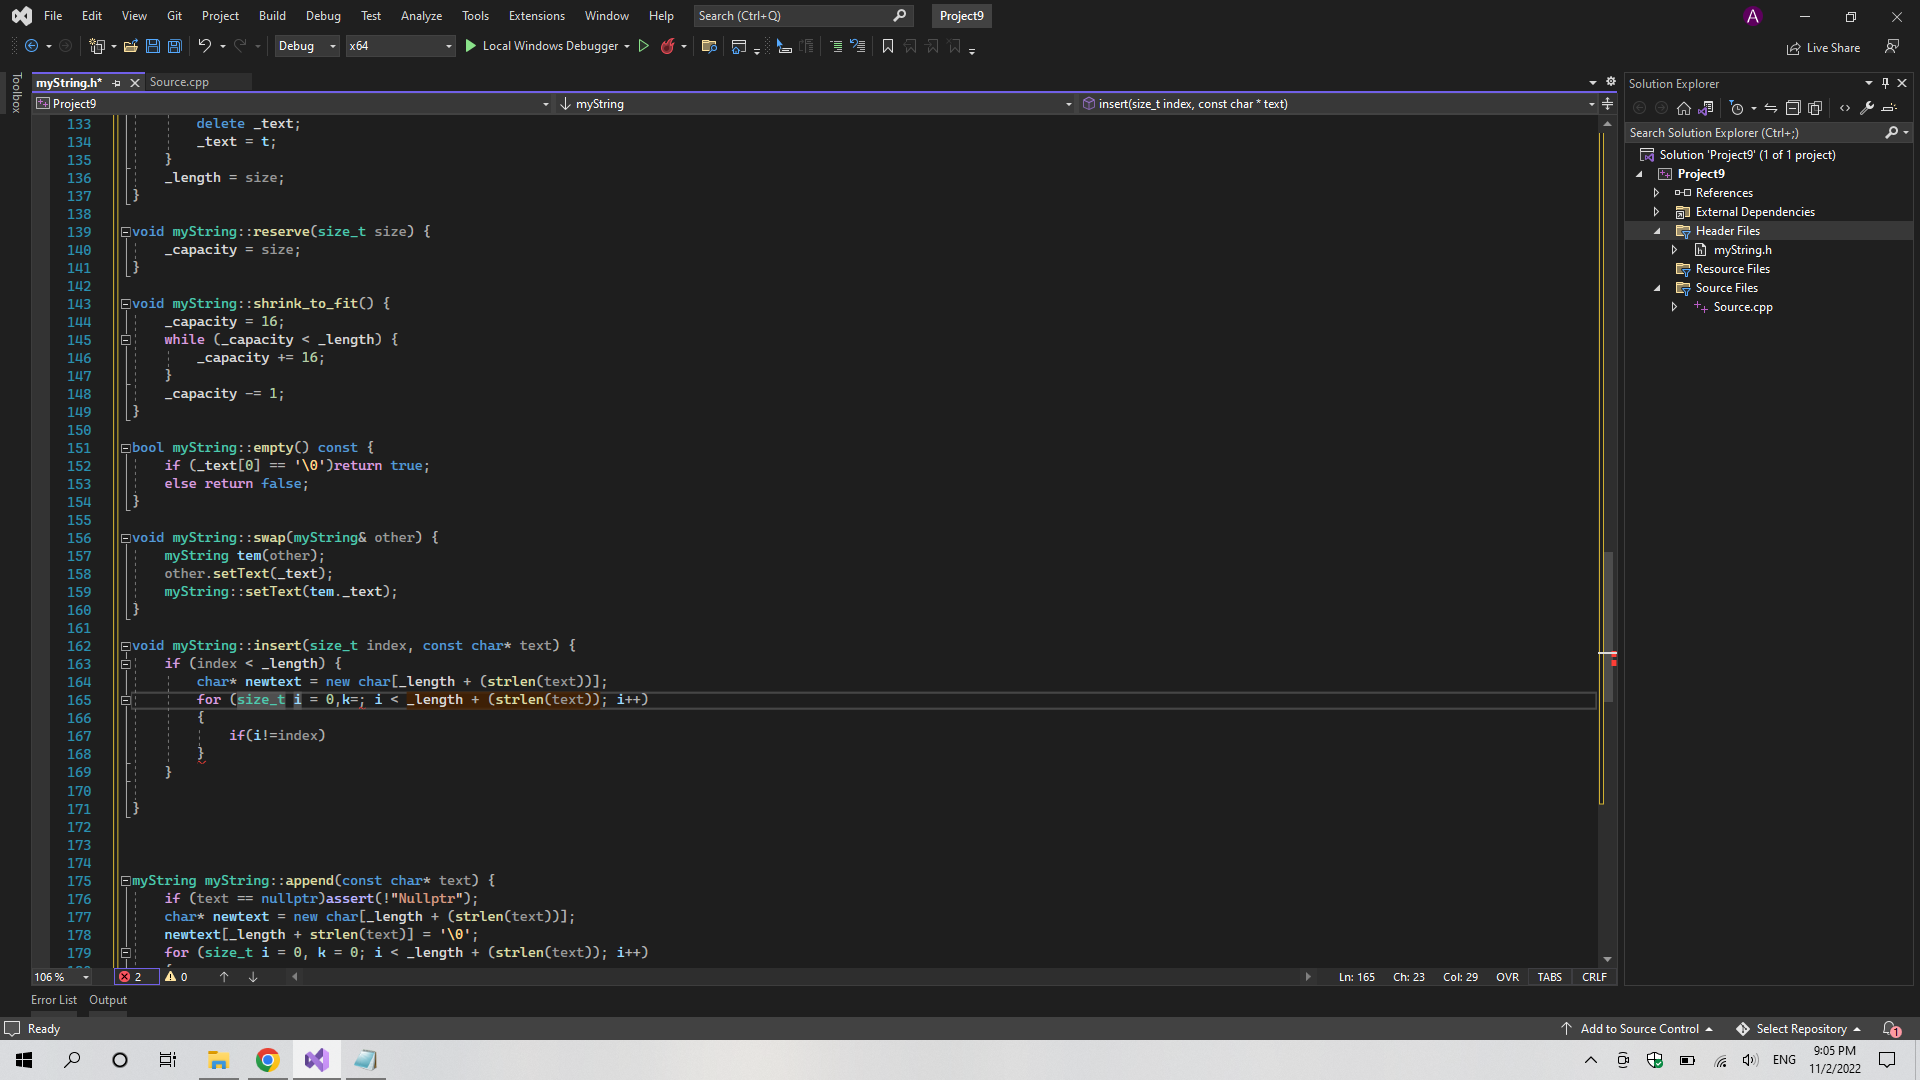 File Edit View Git Project Build Debug Test Analyze Tools Extensions Window Help Search (Ctrl+Q) Project9
Debug x64 Local Windows Debugger Live Share
Toolbox
myString.h* Source.cpp
Project9 myString insert(size_t index, const char * text)
133 delete _text;
134 _text = t;
135 }
136 _length = size;
137 }
138
139 void myString::reserve(size_t size) {
140 _capacity = size;
141 }
142
143 void myString::shrink_to_fit() {
144 _capacity = 16;
145 while (_capacity < _length) {
146 _capacity += 16;
147 }
148 _capacity -= 1;
149 }
150
151 bool myString::empty() const {
152 if (_text[0] == '\0')return true;
153 else return false;
154 }
155
156 void myString::swap(myString& other) {
157 myString tem(other);
158 other.setText(_text);
159 myString::setText(tem._text);
160 }
161
162 void myString::insert(size_t index, const char* text) {
163 if (index < _length) {
164 char* newtext = new char[_length + (strlen(text))];
165 for (size_t i = 0,k=; i < _length + (strlen(text)); i++)
166 {
167 if(i!=index)
168 }
169 }
170
171 }
172
173
174
175 myString myString::append(const char* text) {
176 if (text == nullptr)assert(!"Nullptr");
177 char* newtext = new char[_length + (strlen(text))];
178 newtext[_length + strlen(text)] = '\0';
179 for (size_t i = 0, k = 0; i < _length + (strlen(text)); i++)
106 % 2 0 Ln: 165 Ch: 23 Col: 29 OVR TABS CRLF
Error List Output
Solution Explorer
Search Solution Explorer (Ctrl+;)
Solution 'Project9' (1 of 1 project)
Project9
References
External Dependencies
Header Files
myString.h
Resource Files
Source Files
Source.cpp
Ready Add to Source Control Select Repository 1
ENG 9:05 PM
11/2/2022